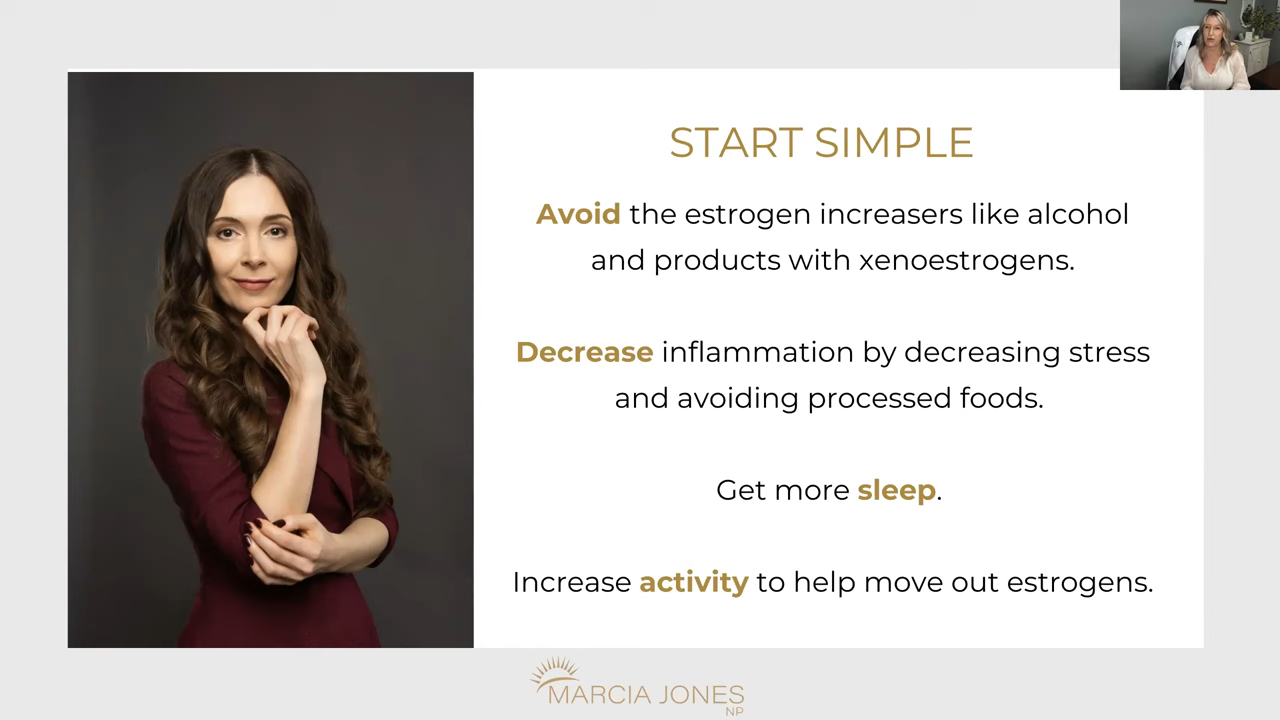 START SIMPLE
Avoid the estrogen increasers like alcohol
and products with xenoestrogens.
Decrease inflammation by decreasing stress
and avoiding processed foods.
Get more sleep.
Increase activity to help move out estrogens.
MARCIA JONES
NP